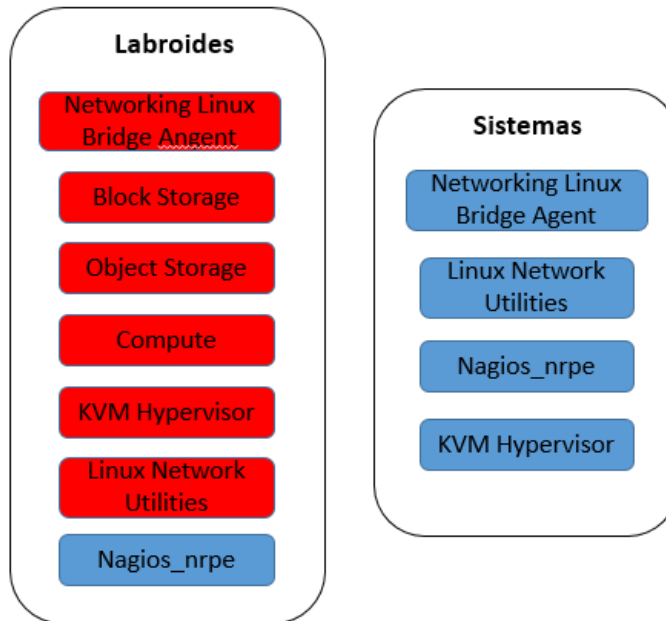 Labroides
Networking Linux
Bridge Angent
Block Storage
Object Storage
Compute
KVM Hypervisor
Linux Network
Utilities
Nagios_nrpe
Sistemas
Networking Linux
Bridge Agent
Linux Network
Utilities
Nagios_nrpe
KVM Hypervisor